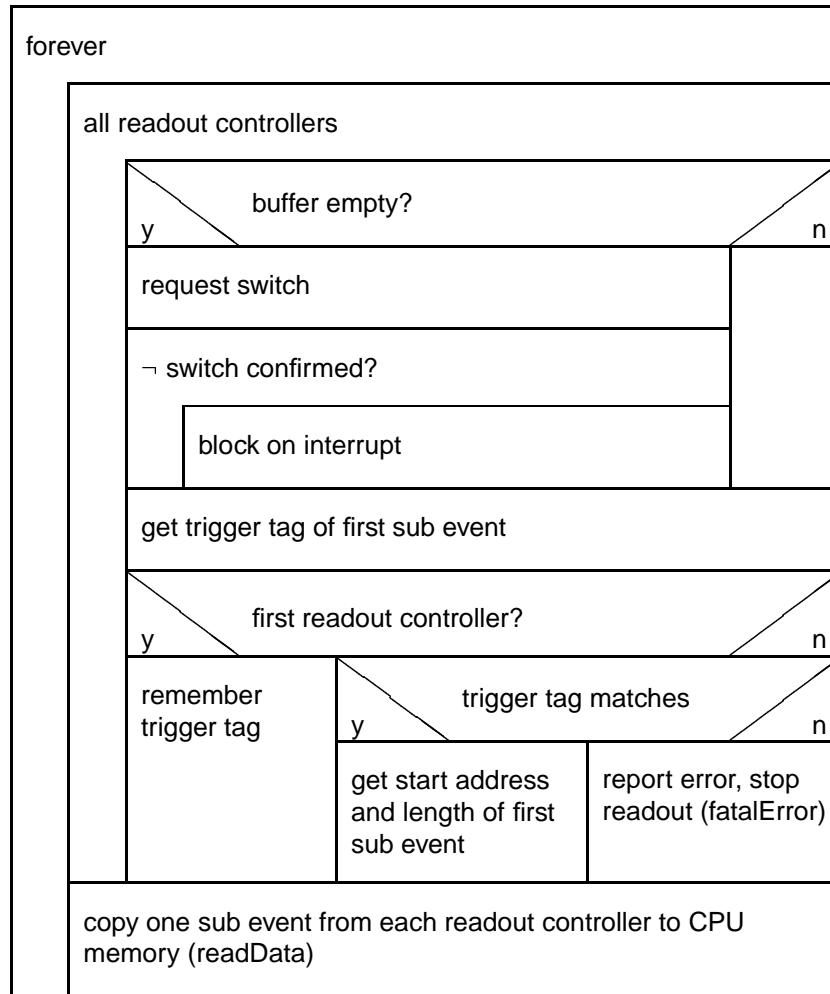 forever
all readout controllers
buffer empty?
y
n
request switch
¬ switch confirmed?
block on interrupt
get trigger tag of first sub event
first readout controller?
y
n
remember
trigger tag
trigger tag matches
y
n
get start address
and length of first
sub event
report error, stop
readout (fatalError)
copy one sub event from each readout controller to CPU
memory (readData)